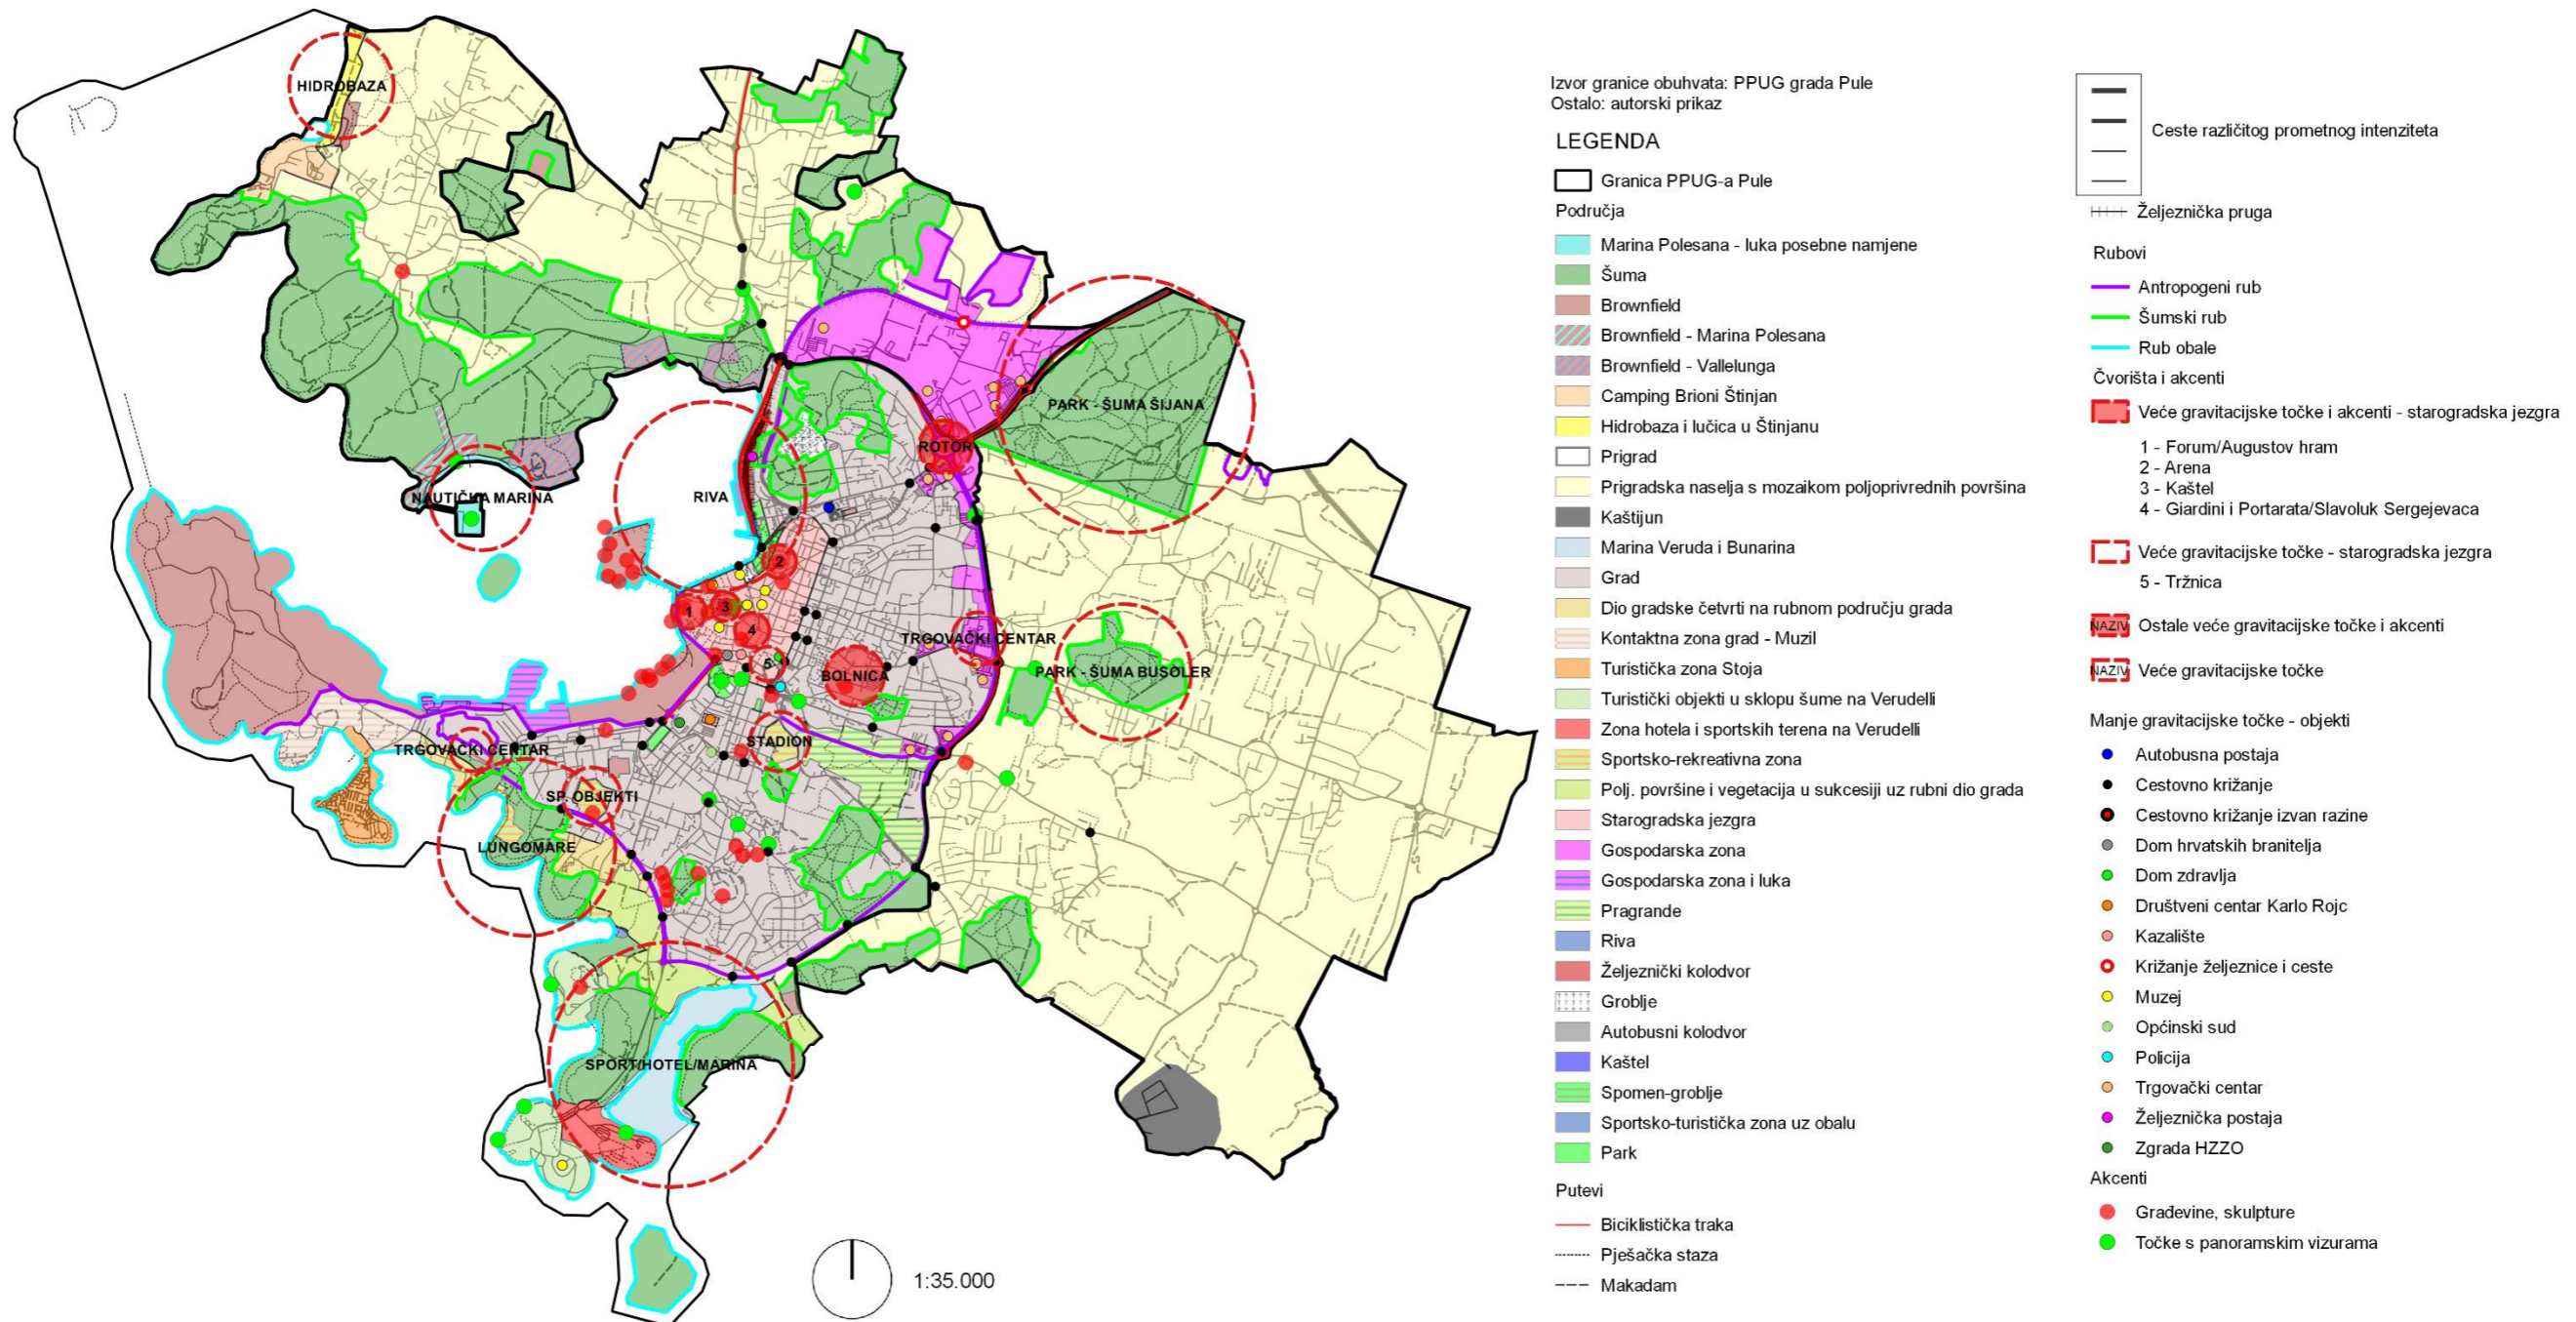 HIDROBAZA
PARK - ŠUMA ŠIJANA
ROTOR
NAUTIČKA MARINA
RIVA
2
1
3
4
TRGOVAČKI CENTAR
5
BOLNICA
PARK - ŠUMA BUSOLER
STADION
TRGOVAČKI CENTAR
SP. OBJEKTI
LUNGOMARE
SPORT/HOTEL/MARINA
1:35.000
Izvor granice obuhvata: PPUG grada Pule
Ostalo: autorski prikaz
LEGENDA
Granica PPUG-a Pule
Područja
Marina Polesana - luka posebne namjene
Šuma
Brownfield
Brownfield - Marina Polesana
Brownfield - Vallelunga
Camping Brioni Štinjan
Hidrobaza i lučica u Štinjanu
Prigrad
Prigradska naselja s mozaikom poljoprivrednih površina
Kaštijun
Marina Veruda i Bunarina
Grad
Dio gradske četvrti na rubnom području grada
Kontaktna zona grad - Muzil
Turistička zona Stoja
Turistički objekti u sklopu šume na Verudelli
Zona hotela i sportskih terena na Verudelli
Sportsko-rekreativna zona
Polj. površine i vegetacija u sukcesiji uz rubni dio grada
Starogradska jezgra
Gospodarska zona
Gospodarska zona i luka
Pragrande
Riva
Željeznički kolodvor
Groblje
Autobusni kolodvor
Kaštel
Spomen-groblje
Sportsko-turistička zona uz obalu
Park
Putevi
Biciklistička traka
Pješačka staza
Makadam
Ceste različitog prometnog intenziteta
Željeznička pruga
Rubovi
Antropogeni rub
Šumski rub
Rub obale
Čvorišta i akcenti
Veće gravitacijske točke i akcenti - starogradska jezgra
1 - Forum/Augustov hram
2 - Arena
3 - Kaštel
4 - Giardini i Portarata/Slavoluk Sergejevaca
Veće gravitacijske točke - starogradska jezgra
5 - Tržnica
NAZIV Ostale veće gravitacijske točke i akcenti
NAZIV Veće gravitacijske točke
Manje gravitacijske točke - objekti
Autobusna postaja
Cestovno križanje
Cestovno križanje izvan razine
Dom hrvatskih branitelja
Dom zdravlja
Društveni centar Karlo Rojc
Kazalište
Križanje željeznice i ceste
Muzej
Općinski sud
Policija
Trgovački centar
Željeznička postaja
Zgrada HZZO
Akcenti
Građevine, skulpture
Točke s panoramskim vizurama